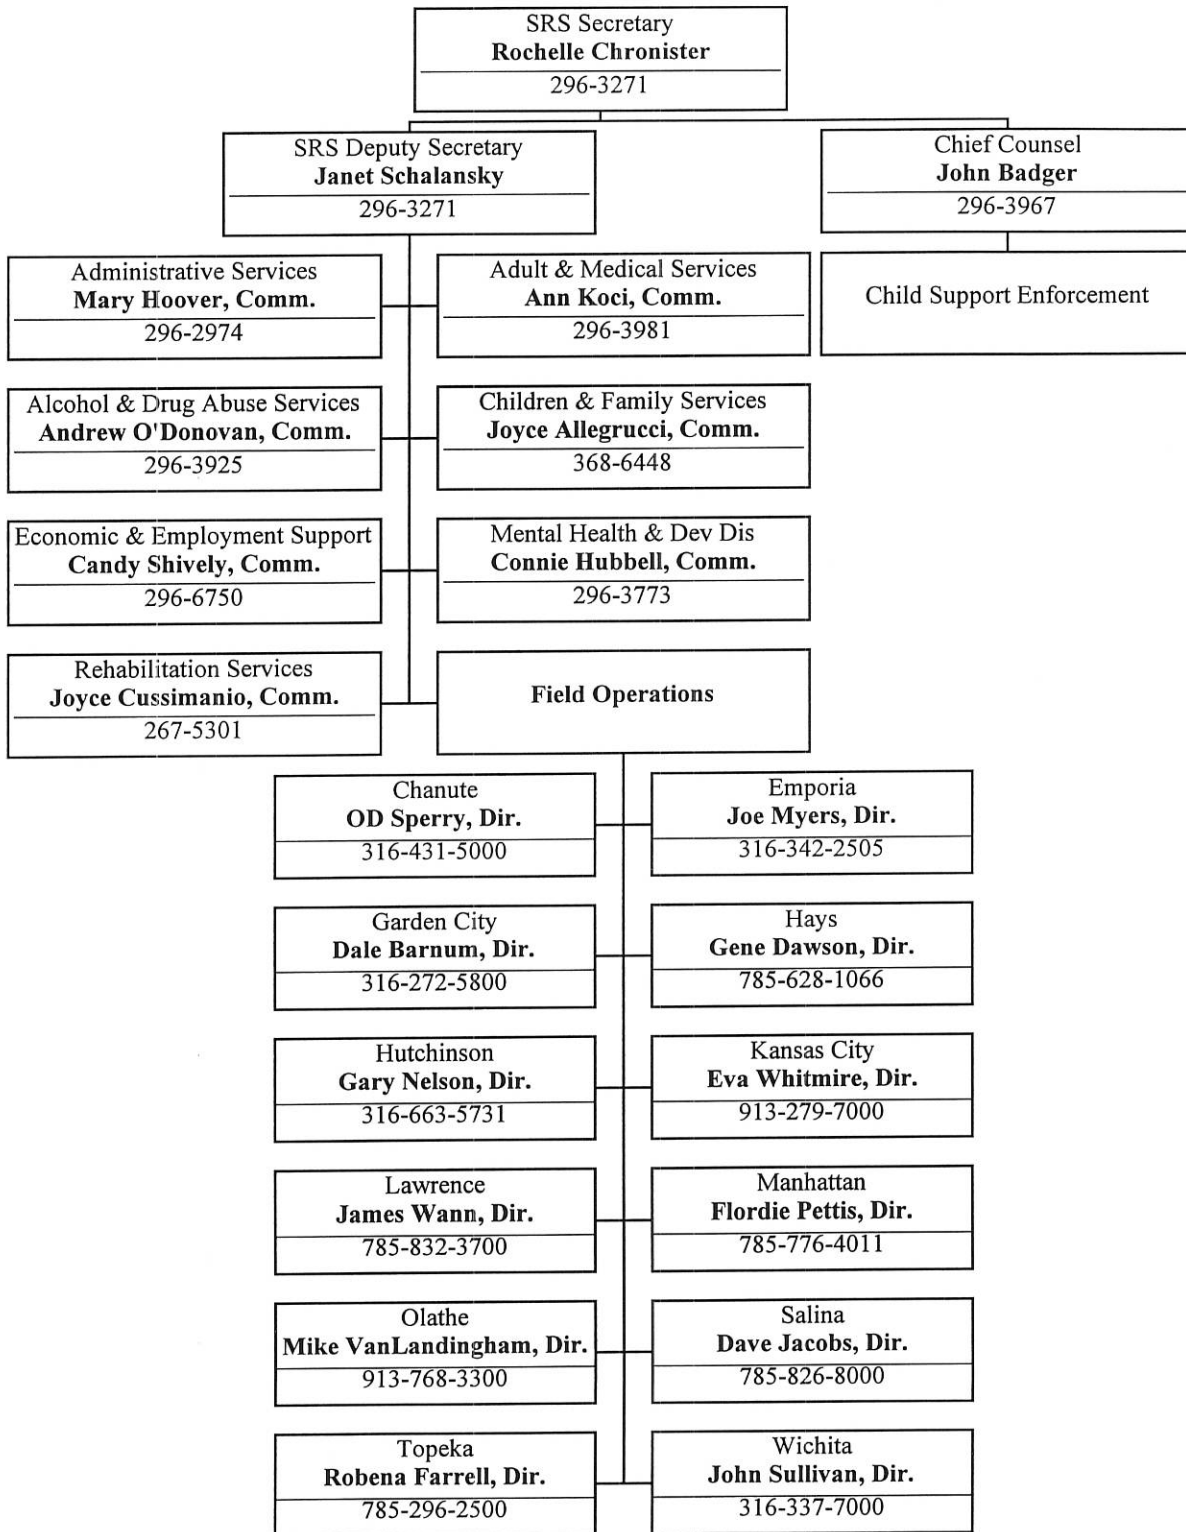 SRS Secretary
Rochelle Chronister
296-3271
SRS Deputy Secretary
Janet Schalansky
296-3271
Chief Counsel
John Badger
296-3967
Administrative Services
Mary Hoover, Comm.
296-2974
Adult & Medical Services
Ann Koci, Comm.
296-3981
Child Support Enforcement
Alcohol & Drug Abuse Services
Andrew O'Donovan, Comm.
296-3925
Children & Family Services
Joyce Allegrucci, Comm.
368-6448
Economic & Employment Support
Candy Shively, Comm.
296-6750
Mental Health & Dev Dis
Connie Hubbell, Comm.
296-3773
Rehabilitation Services
Joyce Cussimanio, Comm.
267-5301
Field Operations
Chanute
OD Sperry, Dir.
316-431-5000
Emporia
Joe Myers, Dir.
316-342-2505
Garden City
Dale Barnum, Dir.
316-272-5800
Hays
Gene Dawson, Dir.
785-628-1066
Hutchinson
Gary Nelson, Dir.
316-663-5731
Kansas City
Eva Whitmire, Dir.
913-279-7000
Lawrence
James Wann, Dir.
785-832-3700
Manhattan
Flordie Pettis, Dir.
785-776-4011
Olathe
Mike VanLandingham, Dir.
913-768-3300
Salina
Dave Jacobs, Dir.
785-826-8000
Topeka
Robena Farrell, Dir.
785-296-2500
Wichita
John Sullivan, Dir.
316-337-7000